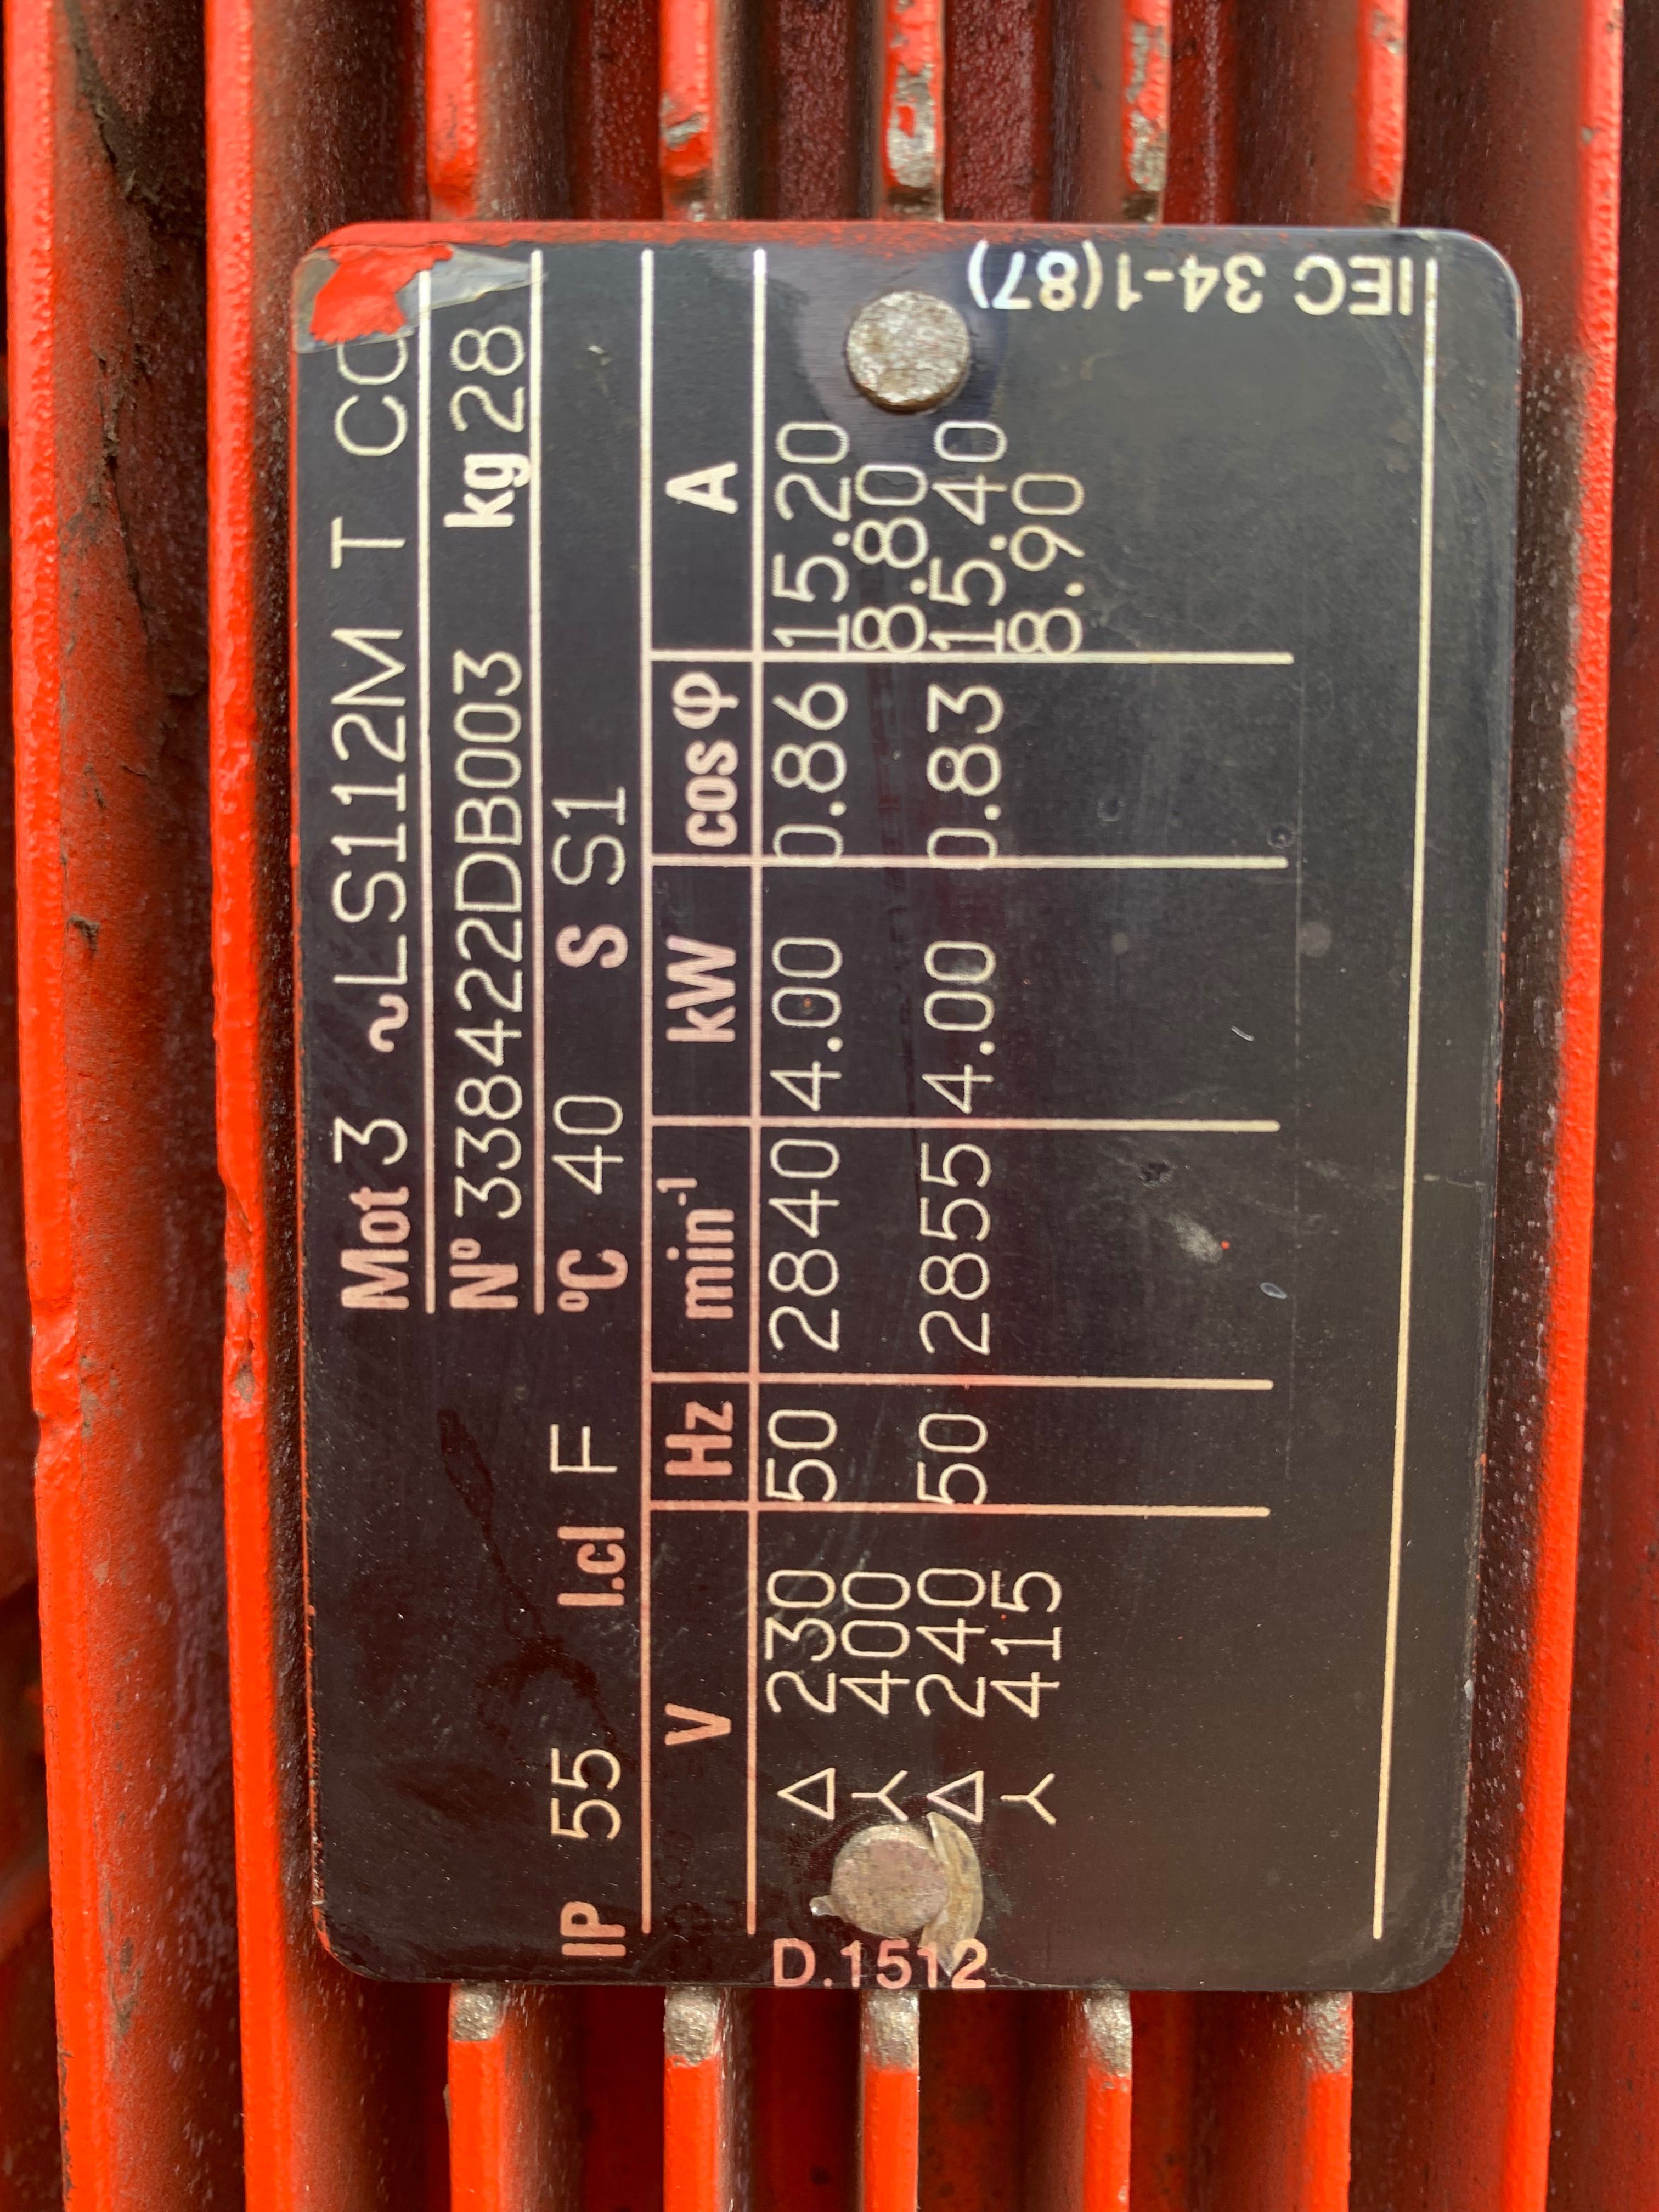 Mot 3 ~ LS112M T
Nº 338422DB003 kg 28
IP 55 I.cl F ºC 40 S S1
V Hz min-1 kW cos φ A
Δ 230 50 2840 4.00 0.86 15.20
⅄ 400 8.80
Δ 240 50 2855 4.00 0.83 15.40
⅄ 415 8.90
D.1512
IEC 34-1(87)